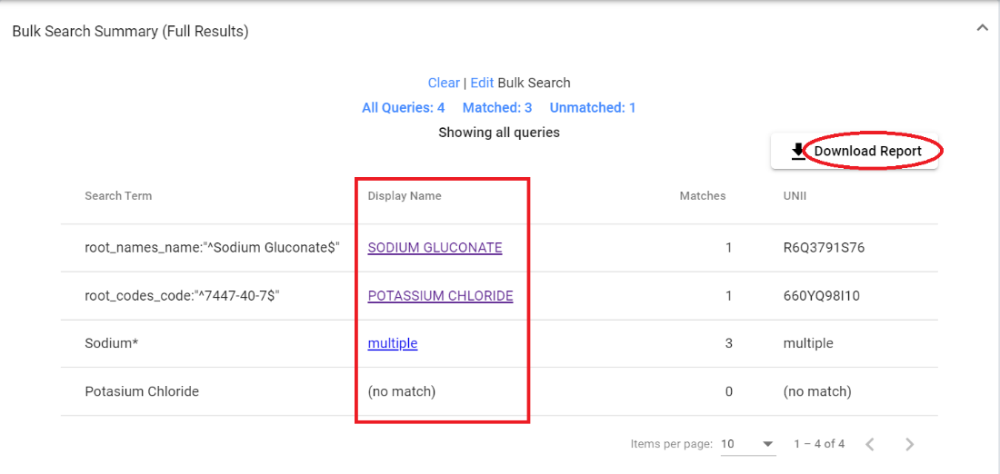 Bulk Search Summary (Full Results)
Clear | Edit Bulk Search
All Queries: 4 Matched: 3 Unmatched: 1
Showing all queries
Download Report
Search Term Display Name Matches UNII
root_names_name:"^Sodium Gluconate$" SODIUM GLUCONATE 1 R6Q3791S76
root_codes_code:"^7447-40-7$" POTASSIUM CHLORIDE 1 660YQ98I10
Sodium* multiple 3 multiple
Potasium Chloride (no match) 0 (no match)
Items per page: 10 1 – 4 of 4